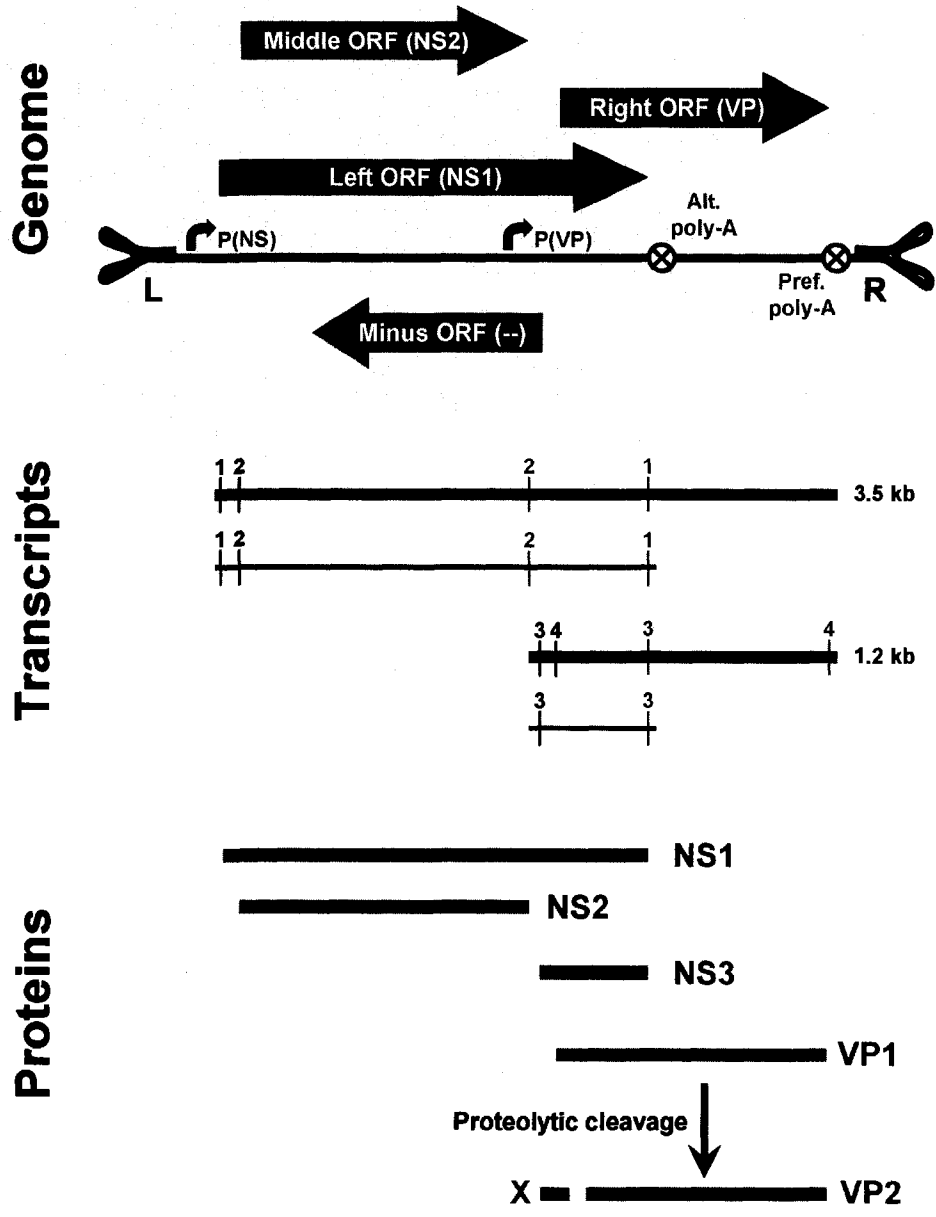 Genome
Middle ORF (NS2)
Right ORF (VP)
Left ORF (NS1)
Alt.
poly-A
P(NS)
P(VP)
L
R
Pref.
poly-A
Minus ORF (--)
Transcripts
1 2 2 1
3.5 kb
1 2 2 1
3 4 3 4
1.2 kb
3 3
Proteins
NS1
NS2
NS3
VP1
Proteolytic cleavage
X
VP2